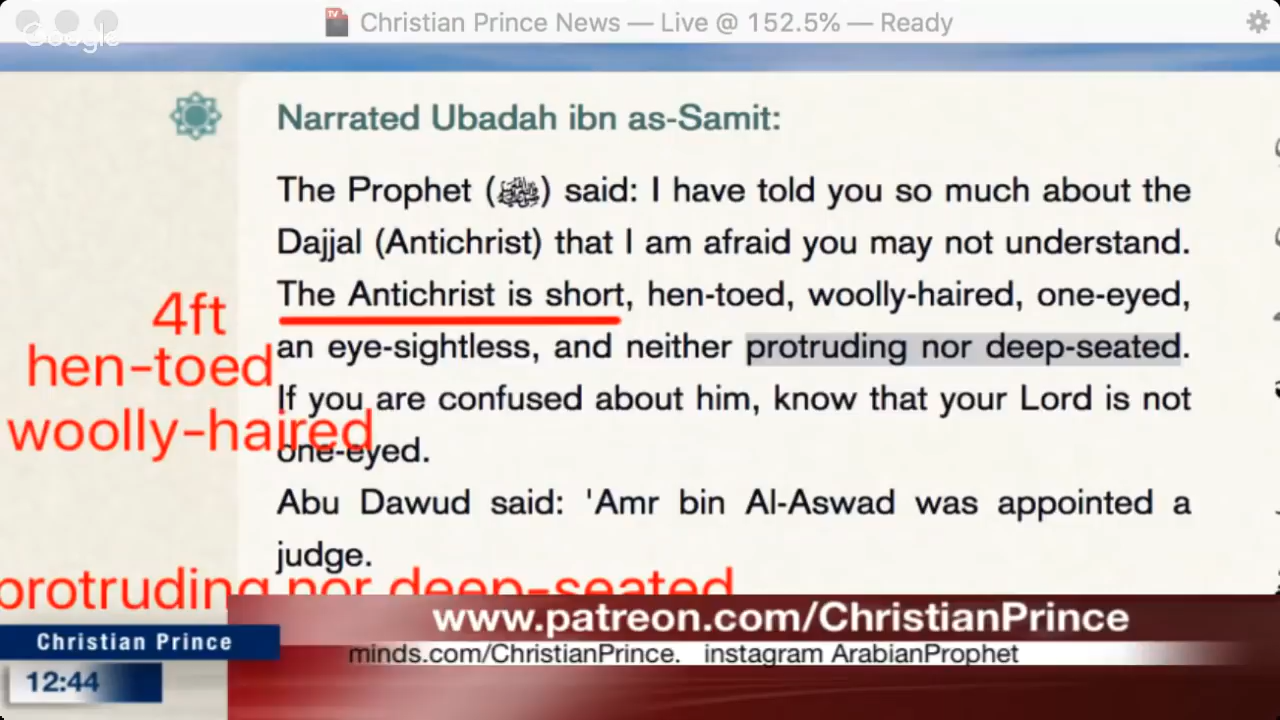 Christian Prince News — Live @ 152.5% — Ready
Google
Narrated Ubadah ibn as-Samit:
The Prophet (ﷺ) said: I have told you so much about the
Dajjal (Antichrist) that I am afraid you may not understand.
The Antichrist is short, hen-toed, woolly-haired, one-eyed,
an eye-sightless, and neither protruding nor deep-seated.
If you are confused about him, know that your Lord is not
one-eyed.
Abu Dawud said: 'Amr bin Al-Aswad was appointed a
judge.
4ft
hen-toed
woolly-haired
protruding nor deep-seated
www.patreon.com/ChristianPrince
Christian Prince
minds.com/ChristianPrince. instagram ArabianProphet
12:44